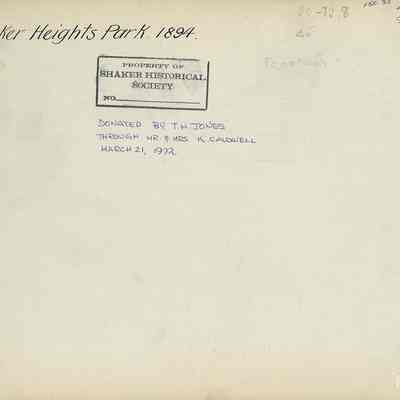 ker Heights Park 1894.
PROPERTY OF
SHAKER HISTORICAL
SOCIETY
NO.
DONATED BY T.H. JONES
THROUGH MR & MRS K. CALDWELL
MARCH 21, 1972